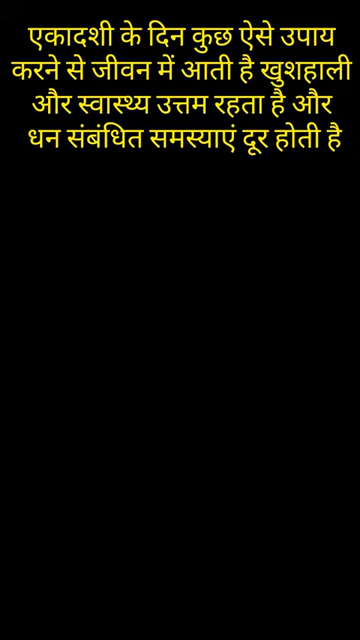 एकादशी के दिन कुछ ऐसे उपाय
करने से जीवन में आती है खुशहाली
और स्वास्थ्य उत्तम रहता है और
धन संबंधित समस्याएं दूर होती है